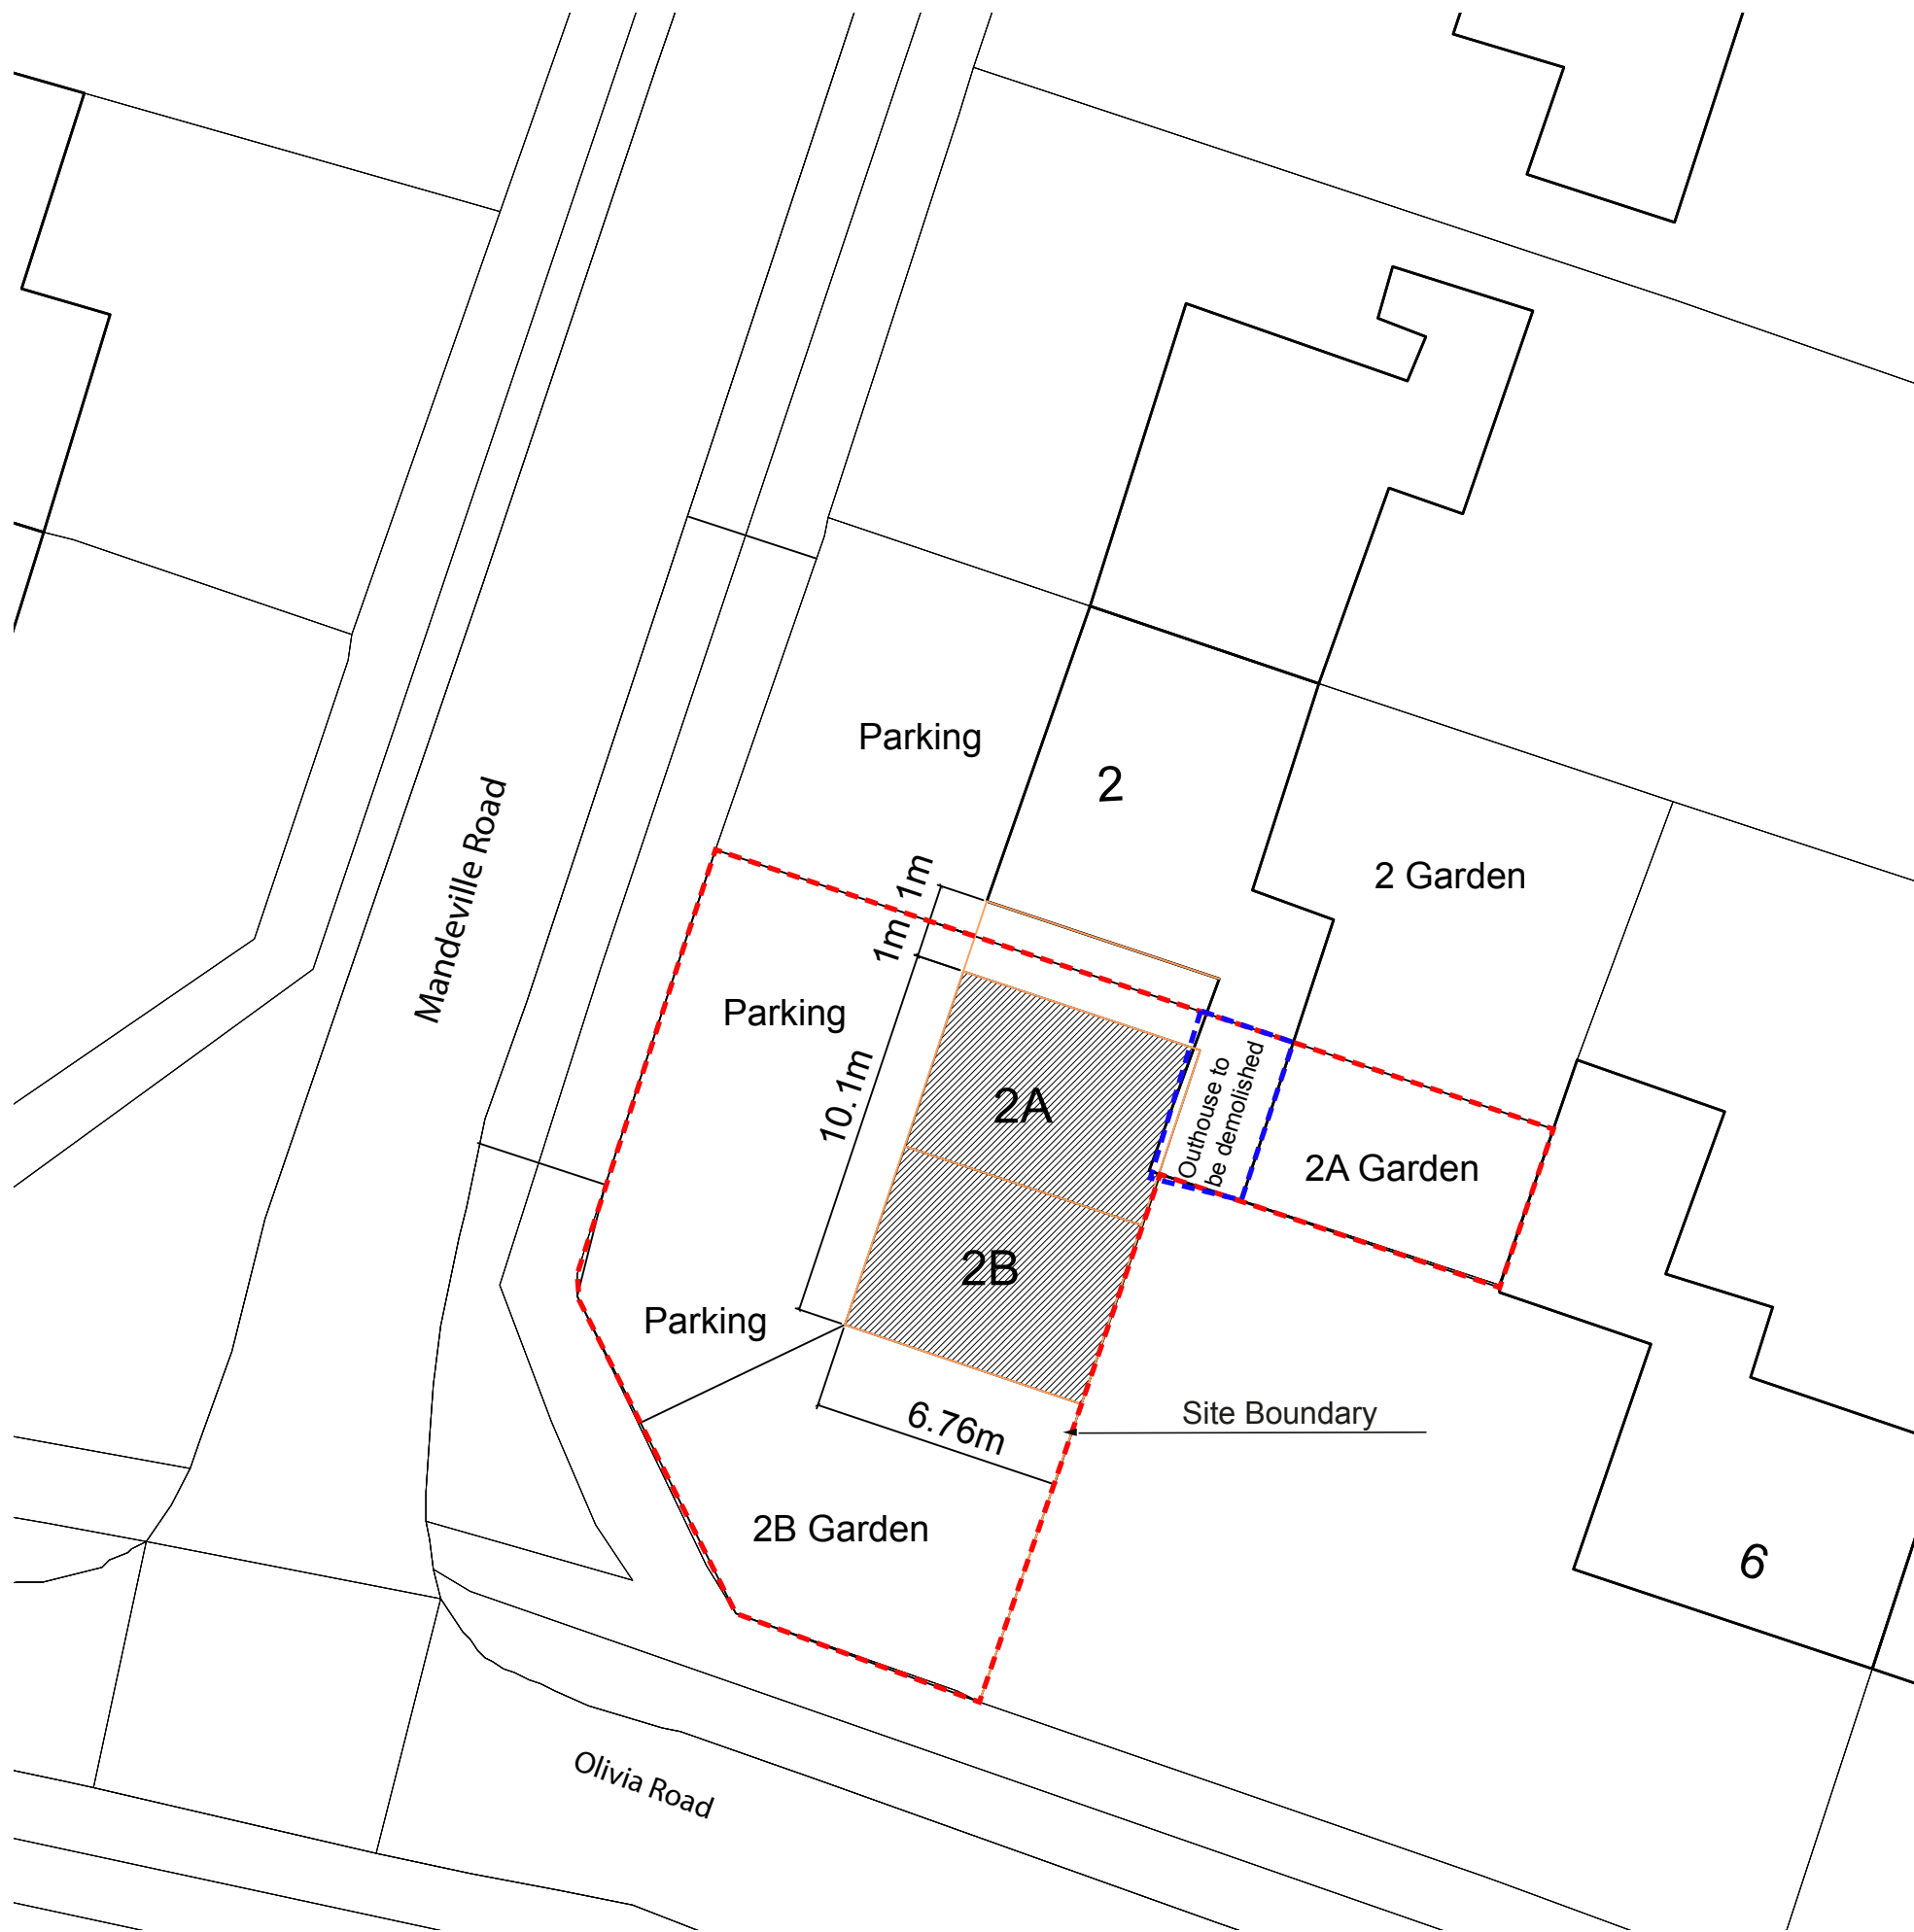 Parking
2
Mandeville Road
1m
1m
2 Garden
Parking
10.1m
2A
Outhouse to
be demolished
2A Garden
2B
Parking
6.76m
Site Boundary
2B Garden
6
Olivia Road